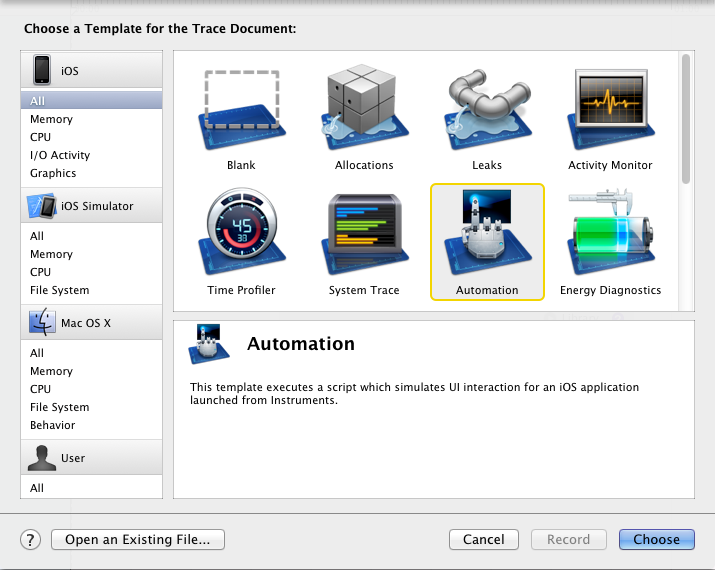 Choose a Template for the Trace Document:
iOS
All
Memory
CPU
I/O Activity
Graphics
iOS Simulator
All
Memory
CPU
File System
Mac OS X
All
Memory
CPU
File System
Behavior
User
All
Blank
Allocations
Leaks
Activity Monitor
45
38
Time Profiler
System Trace
Automation
Energy Diagnostics
Automation
This template executes a script which simulates UI interaction for an iOS application
launched from Instruments.
?
Open an Existing File...
Cancel
Record
Choose